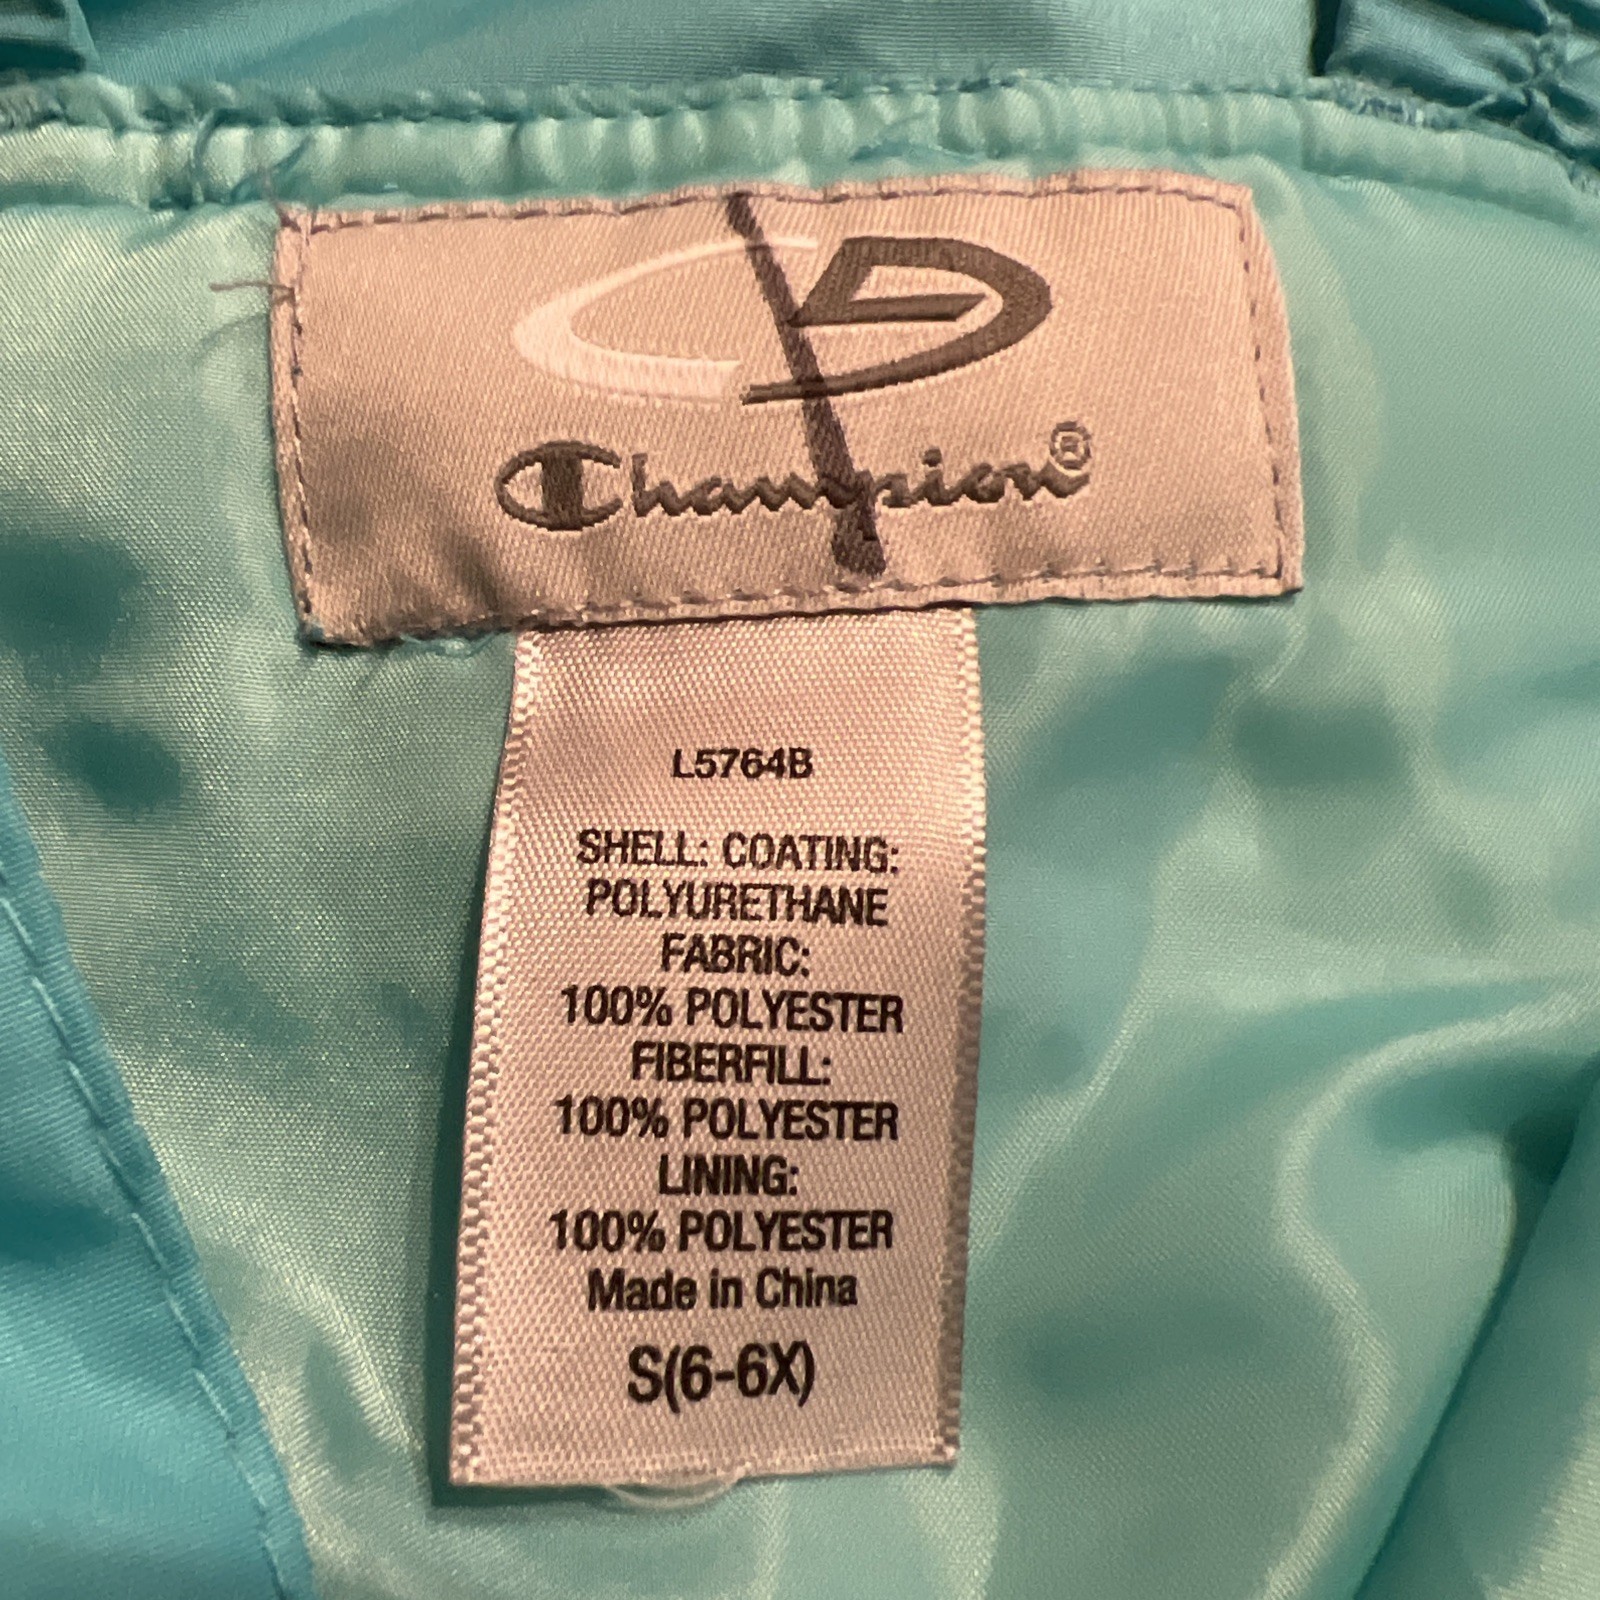 Champion®
L5764B
SHELL: COATING:
POLYURETHANE
FABRIC:
100% POLYESTER
FIBERFILL:
100% POLYESTER
LINING:
100% POLYESTER
Made in China
S(6-6X)